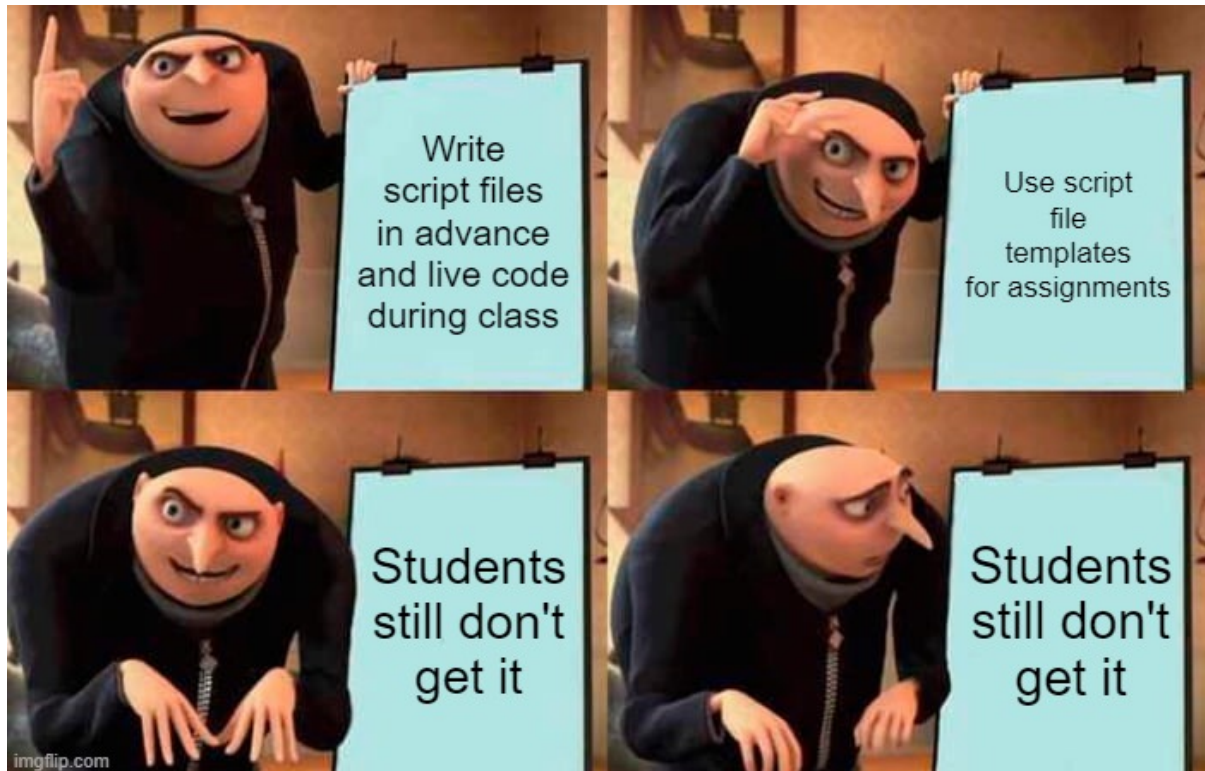 Write
script files
in advance
and live code
during class
Use script
file
templates
for assignments
Students
still don't
get it
Students
still don't
get it
imgflip.com